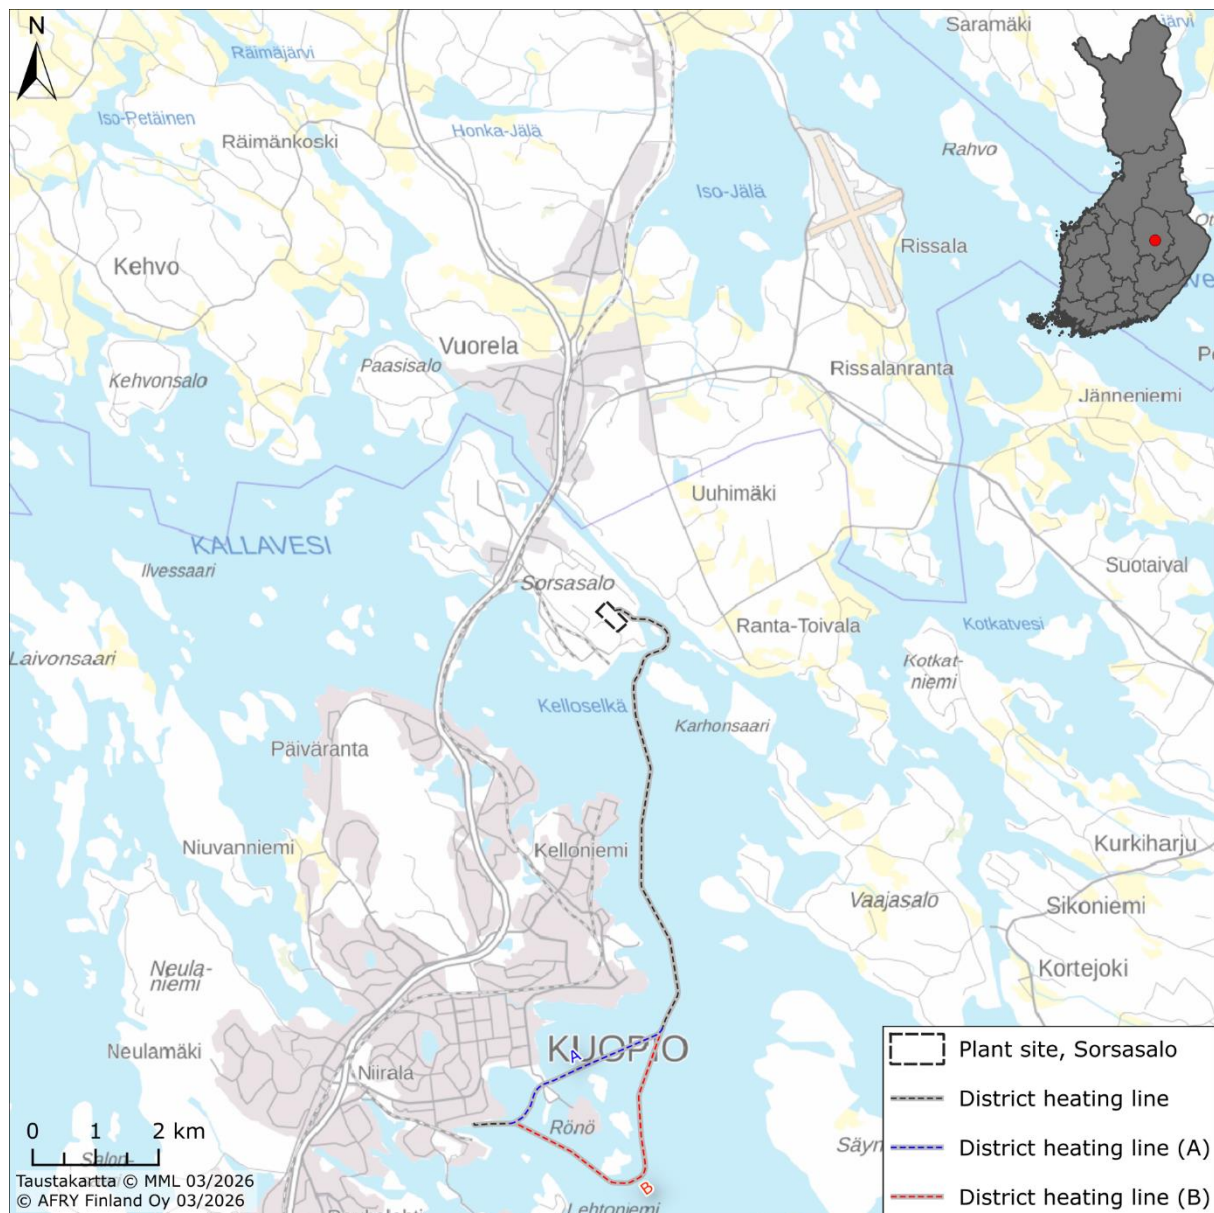 N
Saramäki
järvi
Räimäjärvi
Iso-Petäinen
Räimänkoski
Honka-Jälä
Rahvo
Iso-Jälä
Rissala
Kehvo
Vuorela
Paasisalo
Kehvonsalo
Rissalanranta
Jänneniemi
Uuhimäki
KALLAVESI
Ilvessaari
Sorsasalo
Suotaival
Ranta-Toivala
Kotkatvesi
Laivonsaari
Kotkat-
niemi
Kelloselkä
Karhonsaari
Päiväranta
Niuvanniemi
Kelloniemi
Kurkiharju
Vaajasalo
Sikoniemi
Neula-
niemi
Kortejoki
KUOPIO
A
Neulamäki
Niirala
Rönö
B
Lehtoniemi
0 1 2 km
Taustakartta © MML 03/2026
© AFRY Finland Oy 03/2026
Plant site, Sorsasalo
District heating line
District heating line (A)
District heating line (B)